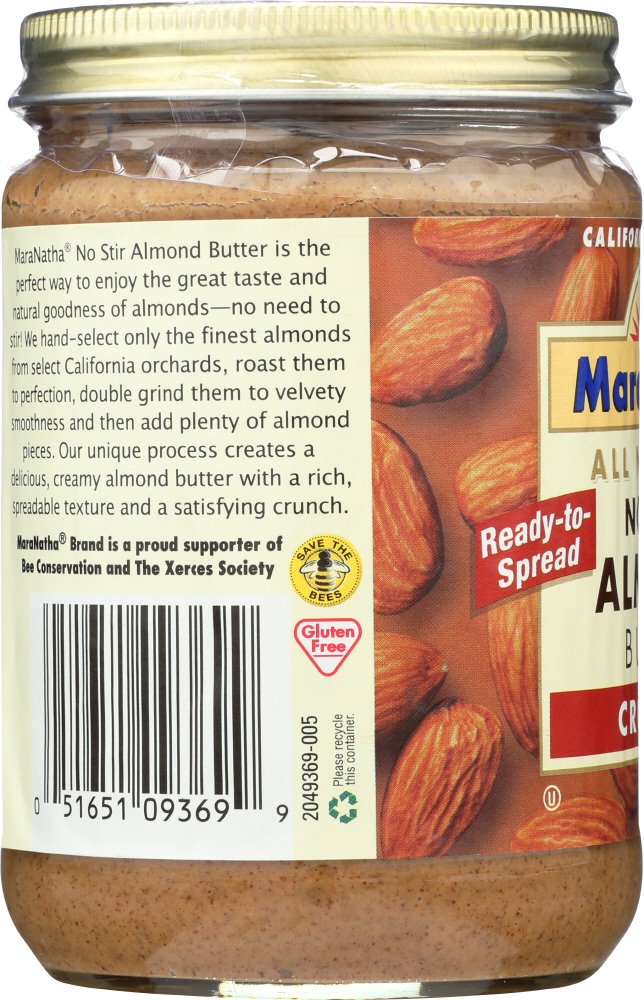 MaraNatha® No Stir Almond Butter is the
perfect way to enjoy the great taste and
natural goodness of almonds—no need to
stir! We hand-select only the finest almonds
from select California orchards, roast them
to perfection, double grind them to velvety
smoothness and then add plenty of almond
pieces. Our unique process creates a
delicious, creamy almond butter with a rich,
spreadable texture and a satisfying crunch.
MaraNatha® Brand is a proud supporter of
Bee Conservation and The Xerces Society
SAVE THE
BEES
Gluten
Free
0 51651 09369 9
2049369-005
Please recycle
this container.
CALIFO
Mar
ALL
Ready-to-
Spread
N
AL
B
CR
U